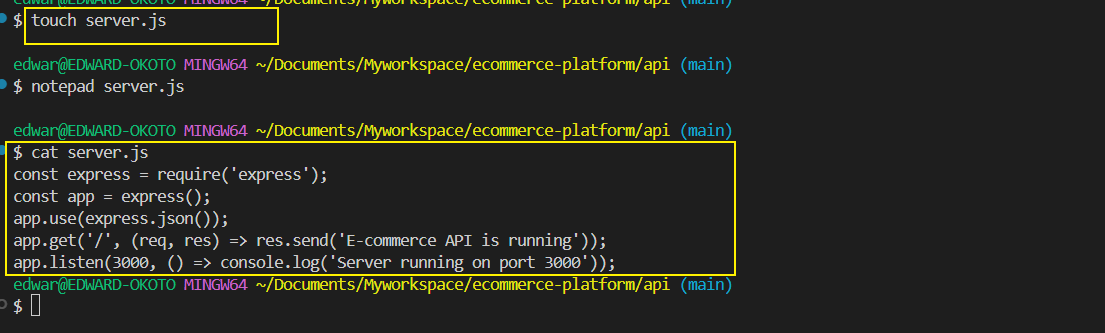 edwar@EDWARD-OKOTO MINGW64 ~/Documents/Myworkspace/ecommerce-platform/api (main)
$ touch server.js
edwar@EDWARD-OKOTO MINGW64 ~/Documents/Myworkspace/ecommerce-platform/api (main)
$ notepad server.js
edwar@EDWARD-OKOTO MINGW64 ~/Documents/Myworkspace/ecommerce-platform/api (main)
$ cat server.js
const express = require('express');
const app = express();
app.use(express.json());
app.get('/', (req, res) => res.send('E-commerce API is running'));
app.listen(3000, () => console.log('Server running on port 3000'));
edwar@EDWARD-OKOTO MINGW64 ~/Documents/Myworkspace/ecommerce-platform/api (main)
$